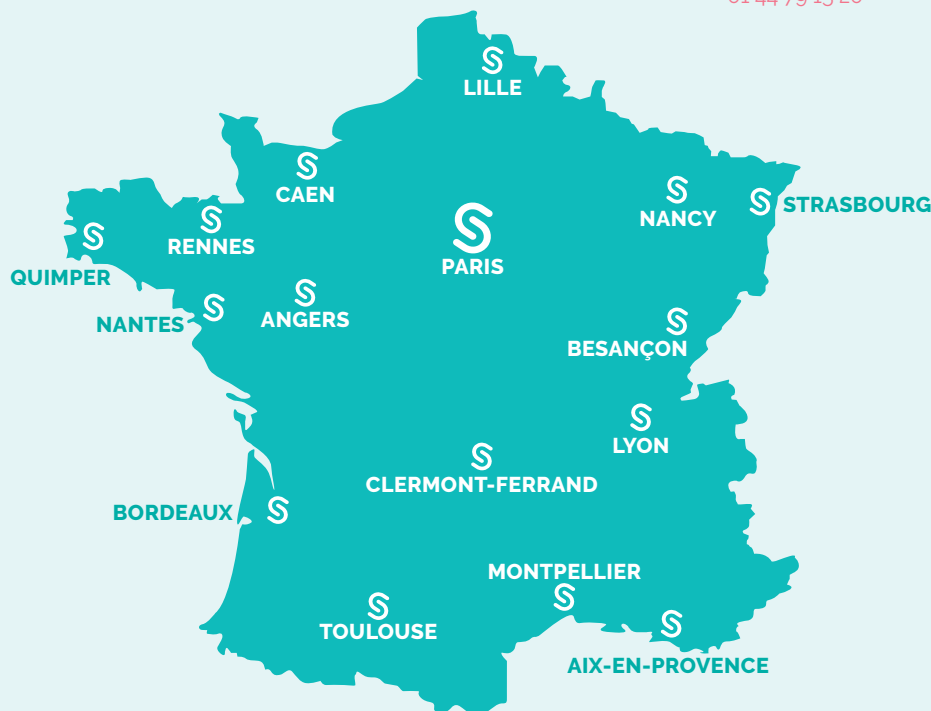 LILLE
CAEN
NANCY
STRASBOURG
RENNES
PARIS
QUIMPER
NANTES
ANGERS
BESANÇON
LYON
CLERMONT-FERRAND
BORDEAUX
MONTPELLIER
TOULOUSE
AIX-EN-PROVENCE